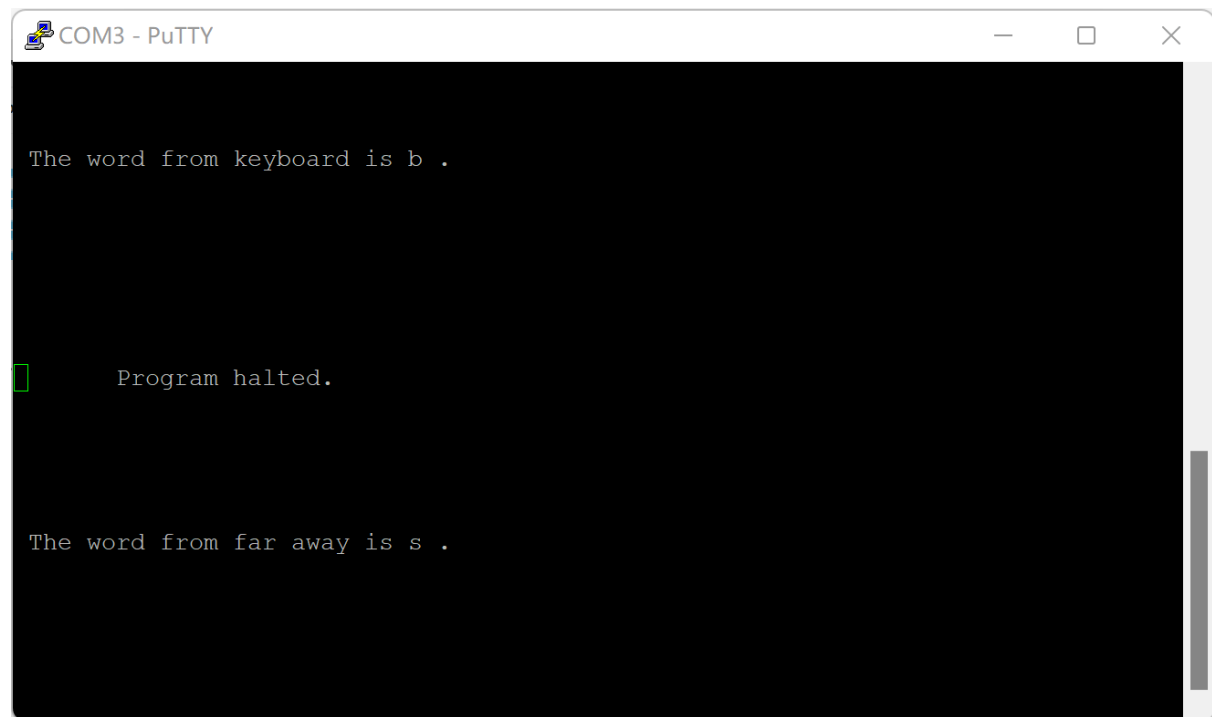 COM3 - PuTTY
The word from keyboard is b .
Program halted.
The word from far away is s .